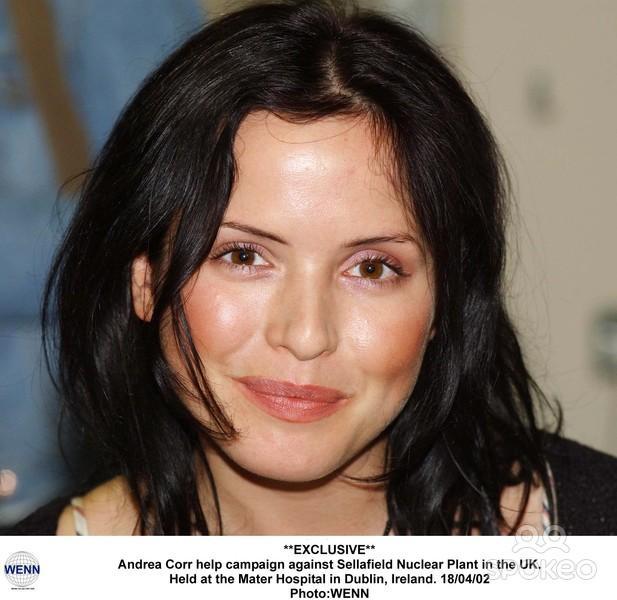 **EXCLUSIVE**
Andrea Corr help campaign against Sellafield Nuclear Plant in the UK.
Held at the Mater Hospital in Dublin, Ireland. 18/04/02
Photo:WENN
WENN
spokeo